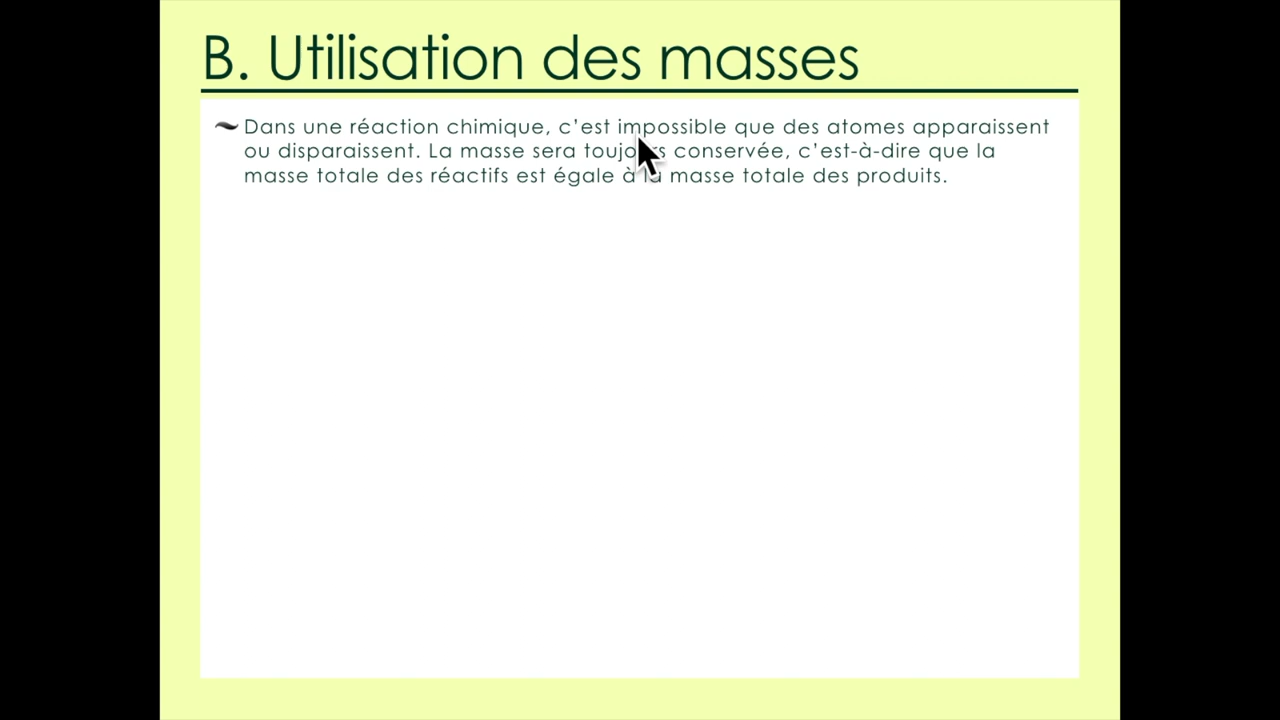 B. Utilisation des masses
Dans une réaction chimique, c’est impossible que des atomes apparaissent
ou disparaissent. La masse sera toujours conservée, c’est-à-dire que la
masse totale des réactifs est égale à la masse totale des produits.